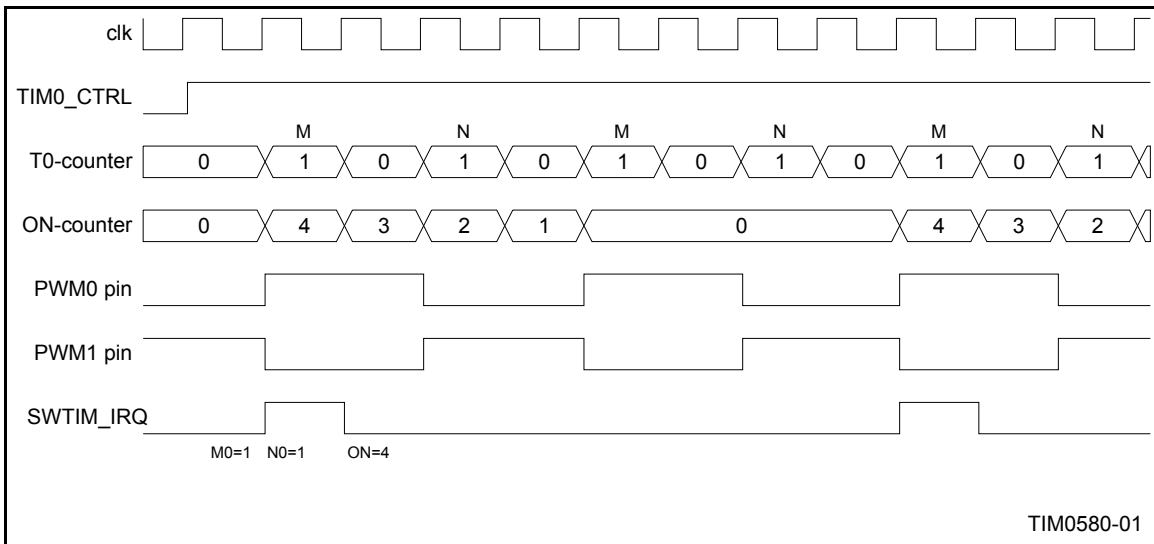 clk
TIM0_CTRL
M N M N M N
T0-counter 0 1 0 1 0 1 0 1 0 1 0 1
ON-counter 0 4 3 2 1 0 4 3 2
PWM0 pin
PWM1 pin
SWTIM_IRQ
M0=1 N0=1 ON=4
TIM0580-01